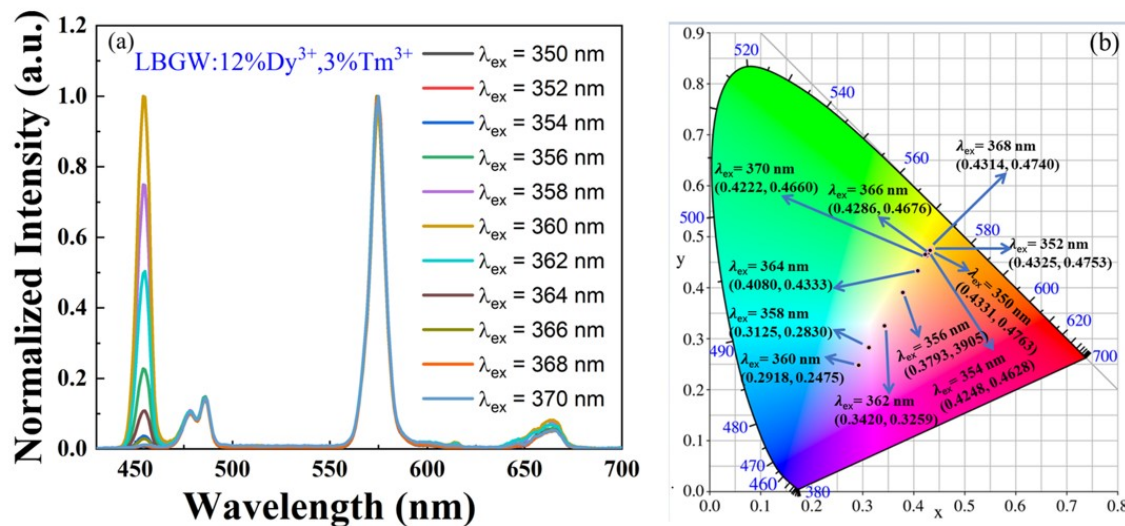 (a)
LBGW:12%Dy³⁺,3%Tm³⁺
Normalized Intensity (a.u.)
1.2
1.0
0.8
0.6
0.4
0.2
0.0
λex = 350 nm
λex = 352 nm
λex = 354 nm
λex = 356 nm
λex = 358 nm
λex = 360 nm
λex = 362 nm
λex = 364 nm
λex = 366 nm
λex = 368 nm
λex = 370 nm
450 500 550 600 650 700
Wavelength (nm)
(b)
0.9
0.8
0.7
0.6
0.5
y
0.4
0.3
0.2
0.1
0.0
520
540
560
580
600
620
700
500
490
480
470
460
380
λex= 368 nm
(0.4314, 0.4740)
λex= 370 nm
(0.4222, 0.4660)
λex= 366 nm
(0.4286, 0.4676)
λex= 352 nm
(0.4325, 0.4753)
λex= 364 nm
(0.4080, 0.4333)
λex= 350 nm
(0.4331, 0.4763)
λex= 358 nm
(0.3125, 0.2830)
λex= 356 nm
(0.3793, 3905)
λex= 360 nm
(0.2918, 0.2475)
λex= 354 nm
(0.4248, 0.4628)
λex= 362 nm
(0.3420, 0.3259)
0.0 0.1 0.2 0.3 0.4 0.5 0.6 0.7 0.8
x